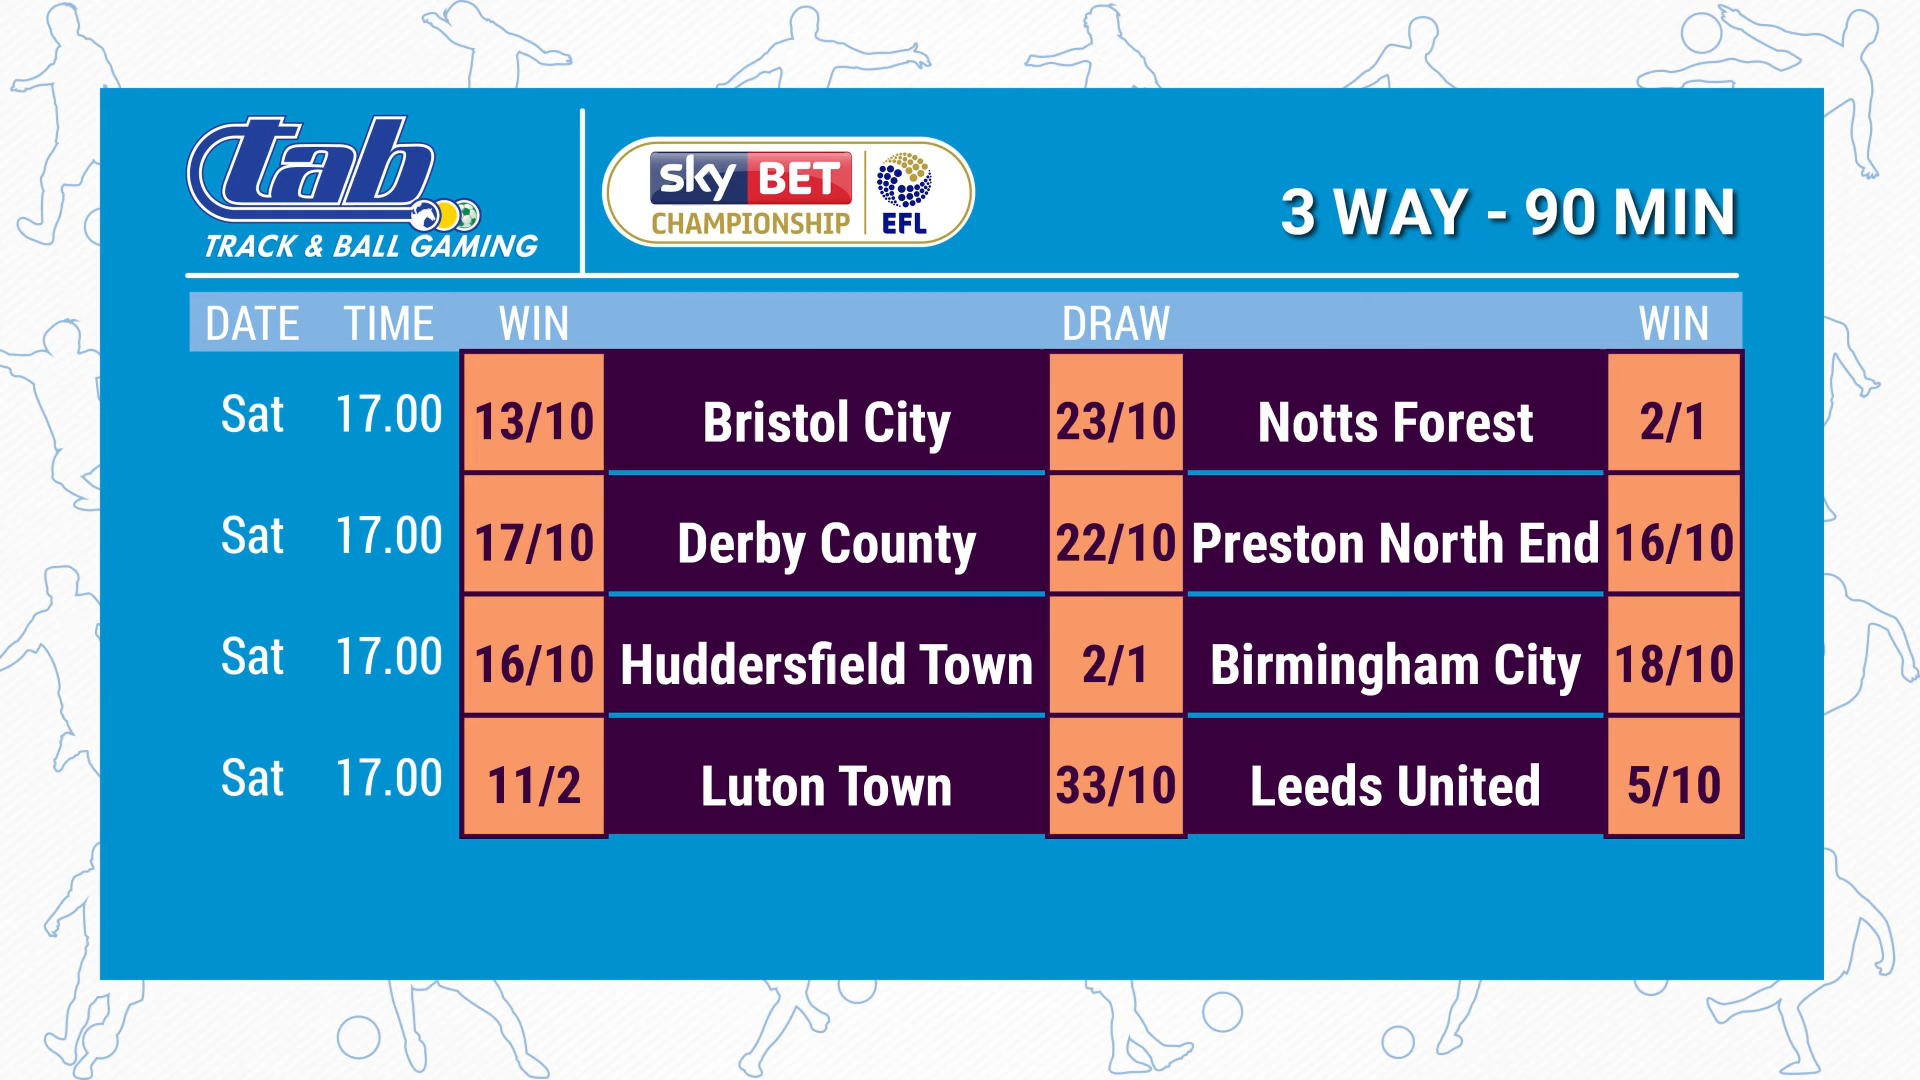 tab
TRACK & BALL GAMING
sky BET
CHAMPIONSHIP
EFL
3 WAY - 90 MIN
DATE TIME WIN DRAW WIN
Sat 17.00 13/10 Bristol City 23/10 Notts Forest 2/1
Sat 17.00 17/10 Derby County 22/10 Preston North End 16/10
Sat 17.00 16/10 Huddersfield Town 2/1 Birmingham City 18/10
Sat 17.00 11/2 Luton Town 33/10 Leeds United 5/10